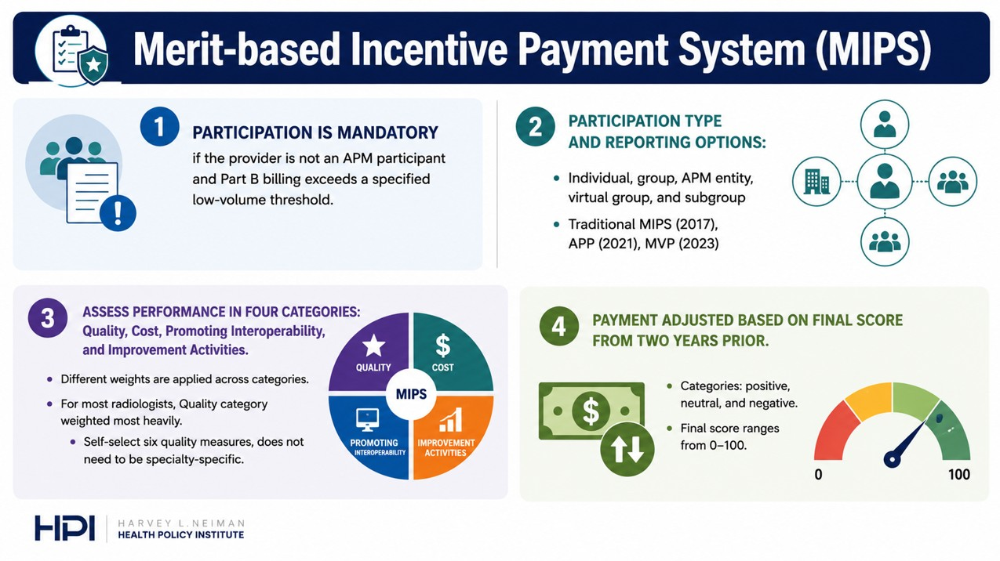 Merit-based Incentive Payment System (MIPS)
1
PARTICIPATION IS MANDATORY
if the provider is not an APM participant
and Part B billing exceeds a specified
low-volume threshold.
!
2
PARTICIPATION TYPE
AND REPORTING OPTIONS:
• Individual, group, APM entity,
virtual group, and subgroup
• Traditional MIPS (2017),
APP (2021), MVP (2023)
3
ASSESS PERFORMANCE IN FOUR CATEGORIES:
Quality, Cost, Promoting Interoperability,
and Improvement Activities.
• Different weights are applied across categories.
• For most radiologists, Quality category
weighted most heavily.
• Self-select six quality measures, does not
need to be specialty-specific.
QUALITY
$
COST
MIPS
PROMOTING
INTEROPERABILITY
IMPROVEMENT
ACTIVITIES
4
PAYMENT ADJUSTED BASED ON FINAL SCORE
FROM TWO YEARS PRIOR.
$
• Categories: positive,
neutral, and negative.
• Final score ranges
from 0–100.
0
100
HPI
HARVEY L. NEIMAN
HEALTH POLICY INSTITUTE